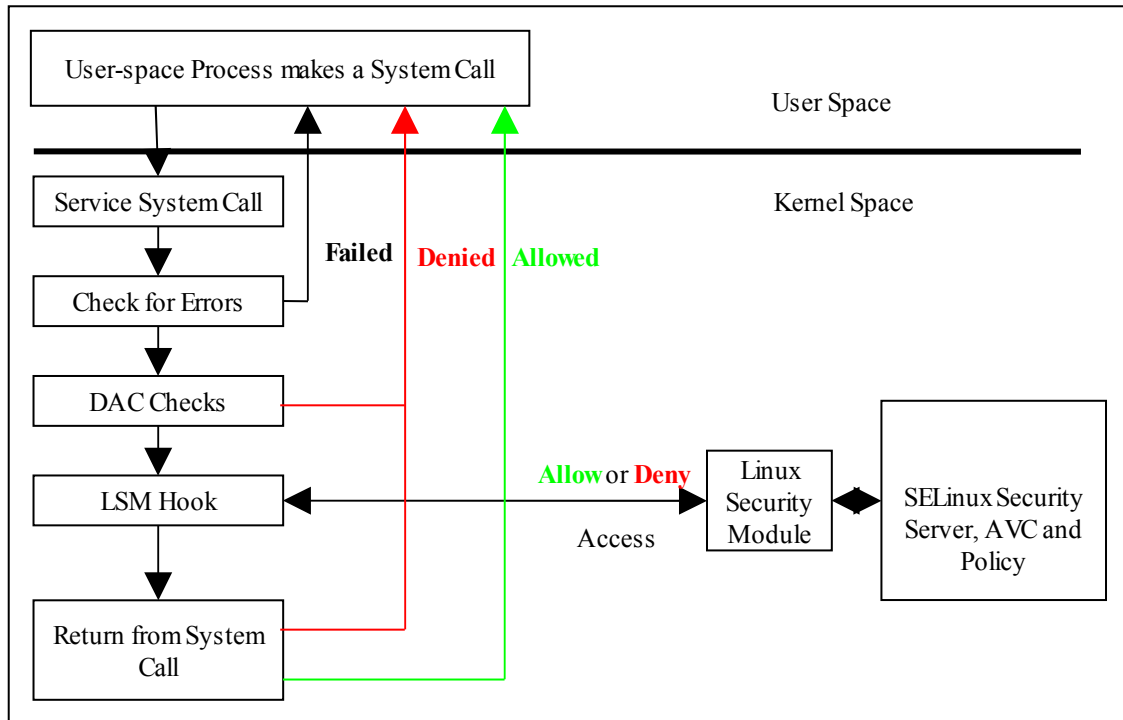 User-space Process makes a System Call
User Space
Service System Call
Kernel Space
Failed
Denied
Allowed
Check for Errors
DAC Checks
LSM Hook
Allow or Deny
Access
Linux
Security
Module
SELinux Security
Server, AVC and
Policy
Return from System
Call